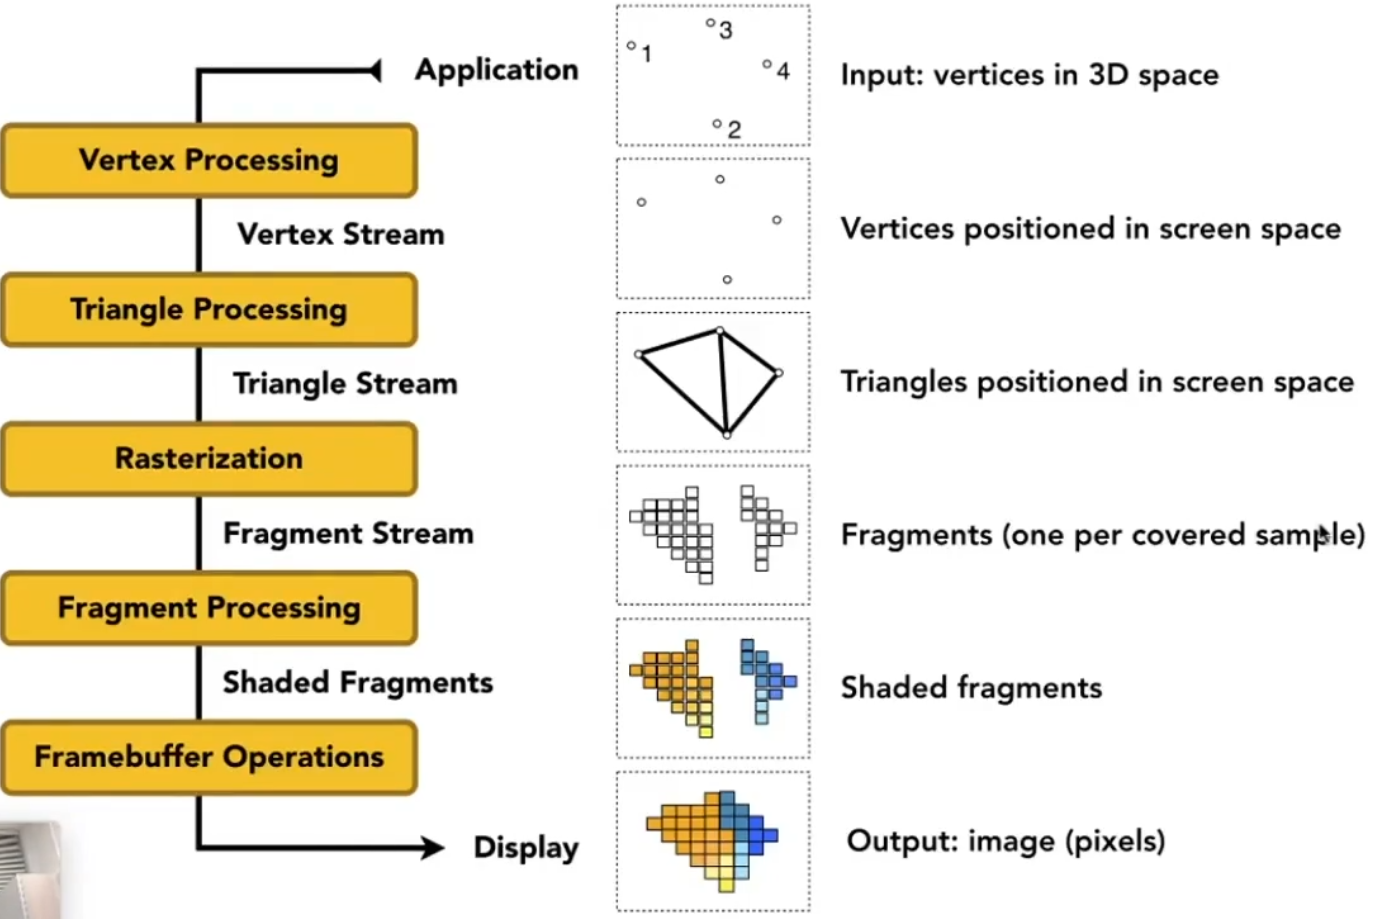 Application
3
1
4
2
Input: vertices in 3D space
Vertex Processing
Vertex Stream
Vertices positioned in screen space
Triangle Processing
Triangle Stream
Triangles positioned in screen space
Rasterization
Fragment Stream
Fragments (one per covered sample)
Fragment Processing
Shaded Fragments
Shaded fragments
Framebuffer Operations
Display
Output: image (pixels)